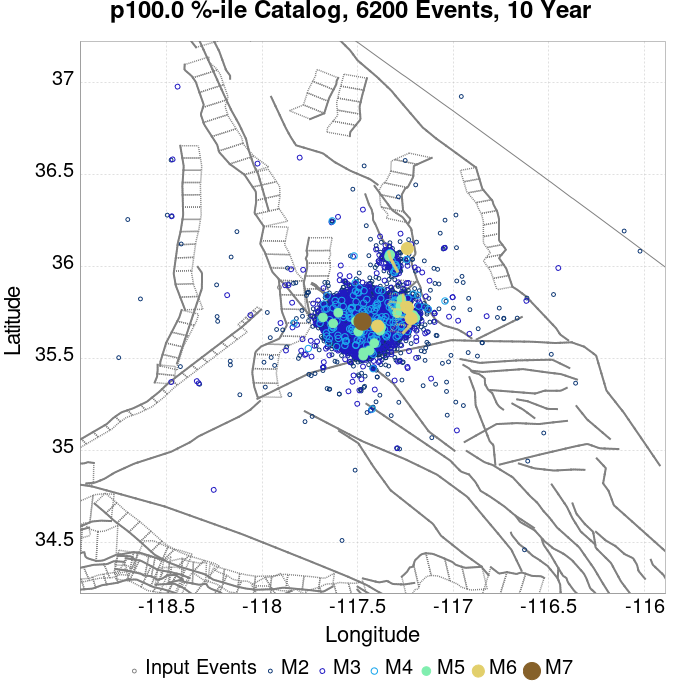 p100.0 %-ile Catalog, 6200 Events, 10 Year
37
36.5
36
35.5
35
34.5
Latitude
-118.5 -118 -117.5 -117 -116.5 -116
Longitude
Input Events M2 M3 M4 M5 M6 M7